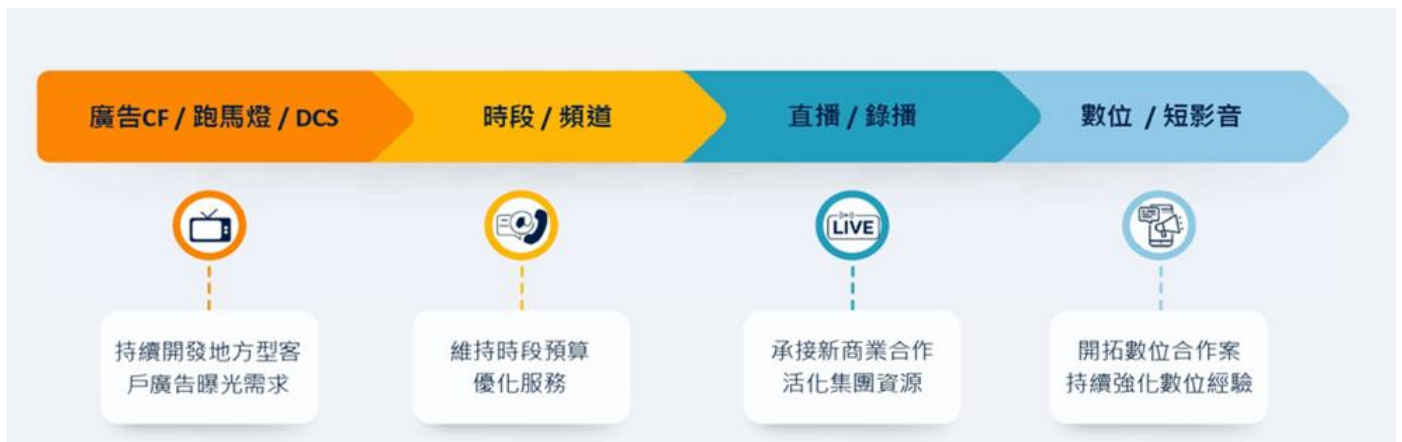 廣告CF / 跑馬燈 / DCS
時段 / 頻道
直播 / 錄播
數位 / 短影音
LIVE
持續開發地方型客
戶廣告曝光需求
維持時段預算
優化服務
承接新商業合作
活化集團資源
開拓數位合作案
持續強化數位經驗